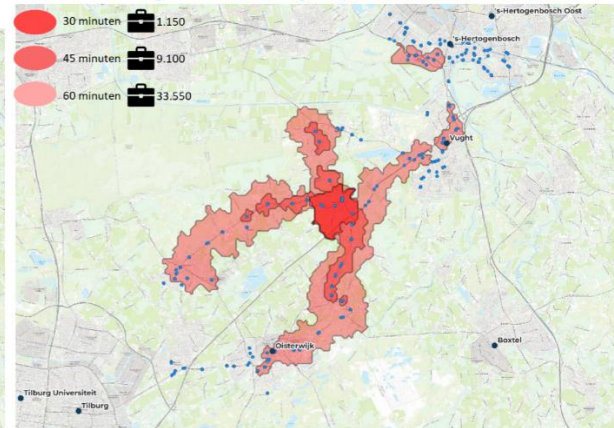 30 minuten 1.150
45 minuten 9.100
60 minuten 33.550
's-Hertogenbosch Oost
's-Hertogenbosch
Vught
Oisterwijk
Boxtel
Tilburg Universiteit
Tilburg